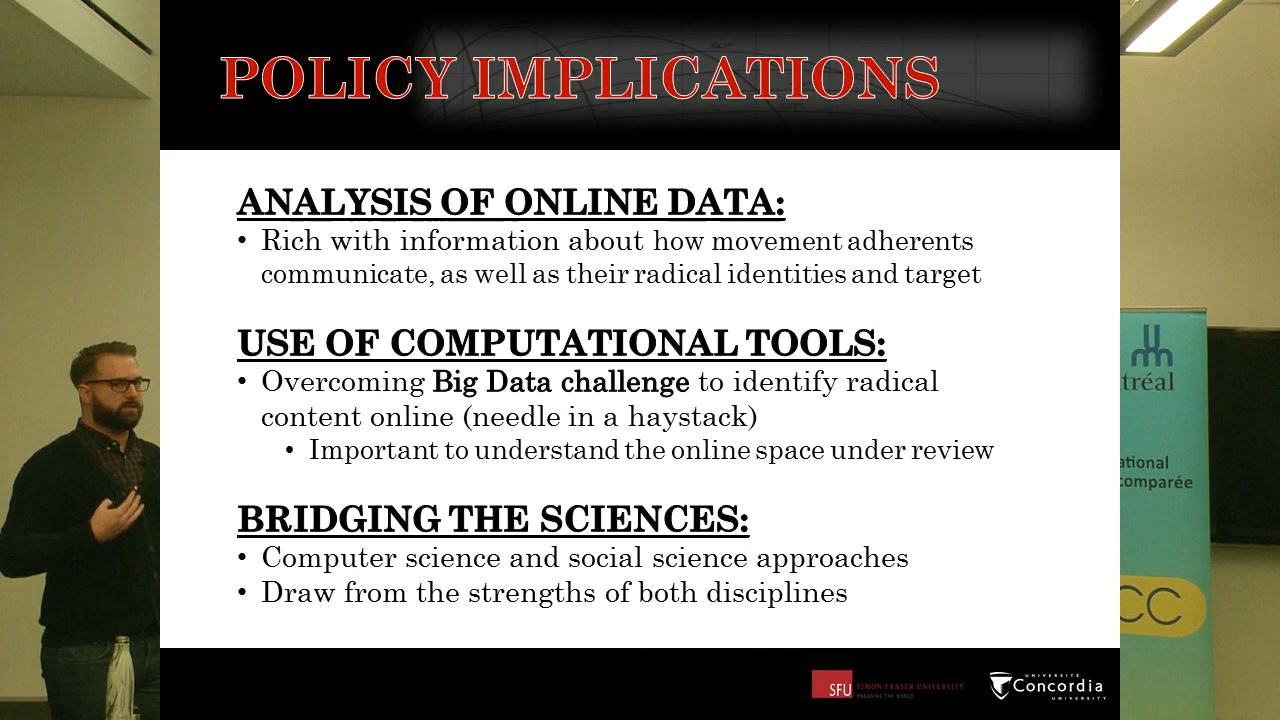 POLICY IMPLICATIONS
ANALYSIS OF ONLINE DATA:
• Rich with information about how movement adherents
communicate, as well as their radical identities and target
USE OF COMPUTATIONAL TOOLS:
• Overcoming Big Data challenge to identify radical
content online (needle in a haystack)
• Important to understand the online space under review
BRIDGING THE SCIENCES:
• Computer science and social science approaches
• Draw from the strengths of both disciplines
SFU SIMON FRASER UNIVERSITY
ENGAGING THE WORLD
UNIVERSITÉ
Concordia
UNIVERSITY
tréal
ational
comparée
CC